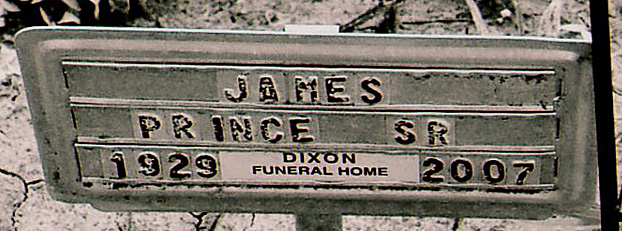 JAMES
PRINCE SR
1929 DIXON FUNERAL HOME 2007